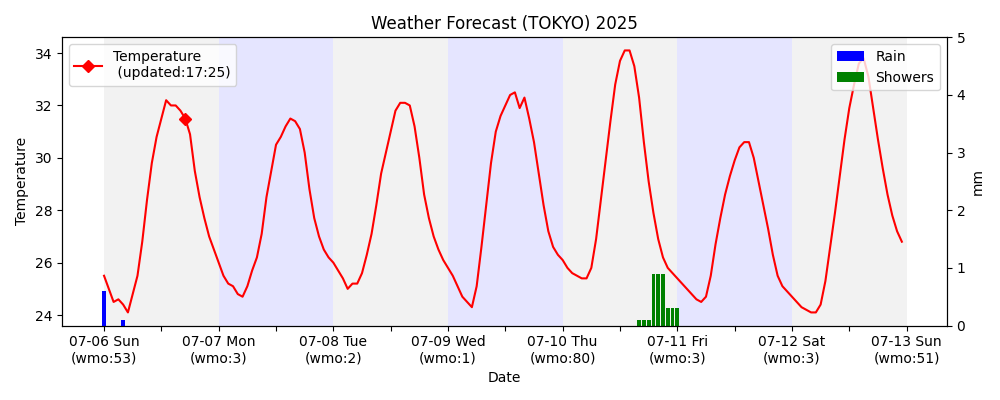 Weather Forecast (TOKYO) 2025
Temperature
(updated:17:25)
Rain
Showers
Temperature
34
32
30
28
26
24
5
4
3
2
1
0
mm
07-06 Sun 07-07 Mon 07-08 Tue 07-09 Wed 07-10 Thu 07-11 Fri 07-12 Sat 07-13 Sun
(wmo:53) (wmo:3) (wmo:2) (wmo:1) (wmo:80) (wmo:3) (wmo:3) (wmo:51)
Date